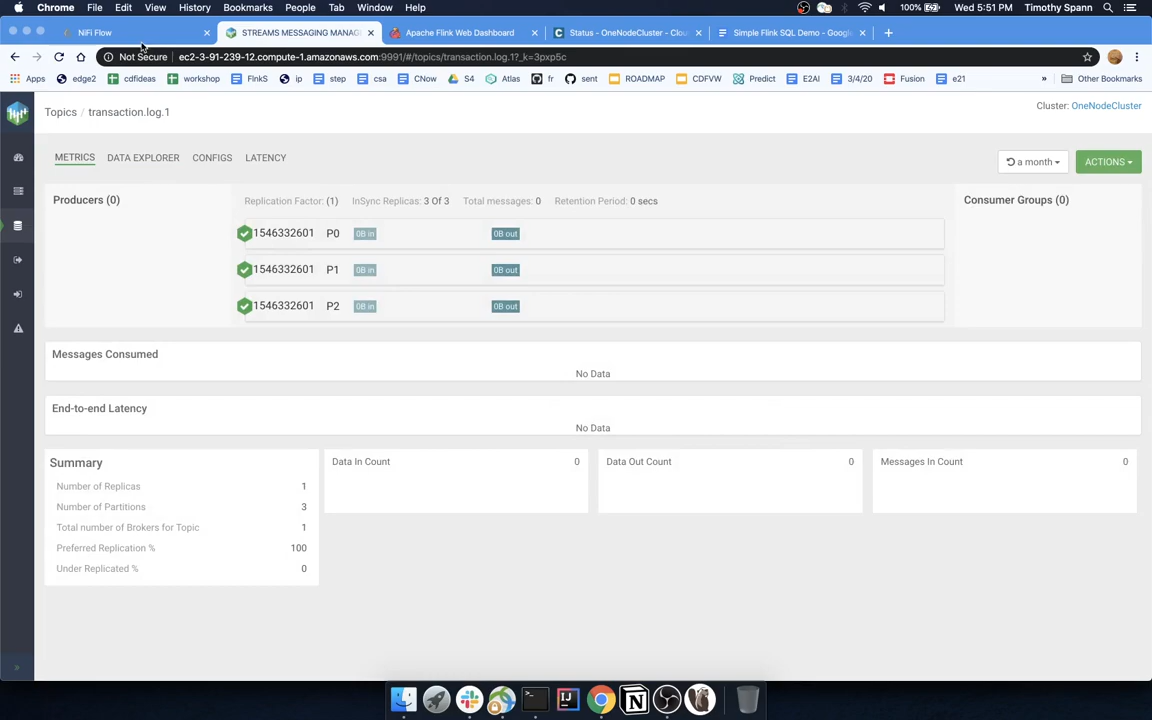 Chrome File Edit View History Bookmarks People Tab Window Help 100% Wed 5:51 PM Timothy Spann
NiFi Flow STREAMS MESSAGING MANAG Apache Flink Web Dashboard Status - OneNodeCluster - Clou Simple Flink SQL Demo - Google
Not Secure ec2-3-91-239-12.compute-1.amazonaws.com:9991/#/topics/transaction.log.1?_k=3pxp5c
Apps edge2 cdfideas workshop FlinkS ip step csa CNow S4 Atlas fr sent ROADMAP CDFVW Predict E2AI 3/4/20 Fusion e21 » Other Bookmarks
Topics / transaction.log.1 Cluster: OneNodeCluster
METRICS DATA EXPLORER CONFIGS LATENCY a month ACTIONS
Producers (0) Replication Factor: (1) InSync Replicas: 3 Of 3 Total messages: 0 Retention Period: 0 secs Consumer Groups (0)
1546332601 P0 0B in 0B out
1546332601 P1 0B in 0B out
1546332601 P2 0B in 0B out
Messages Consumed
No Data
End-to-end Latency
No Data
Summary Data In Count 0 Data Out Count 0 Messages In Count 0
Number of Replicas 1
Number of Partitions 3
Total number of Brokers for Topic 1
Preferred Replication % 100
Under Replicated % 0